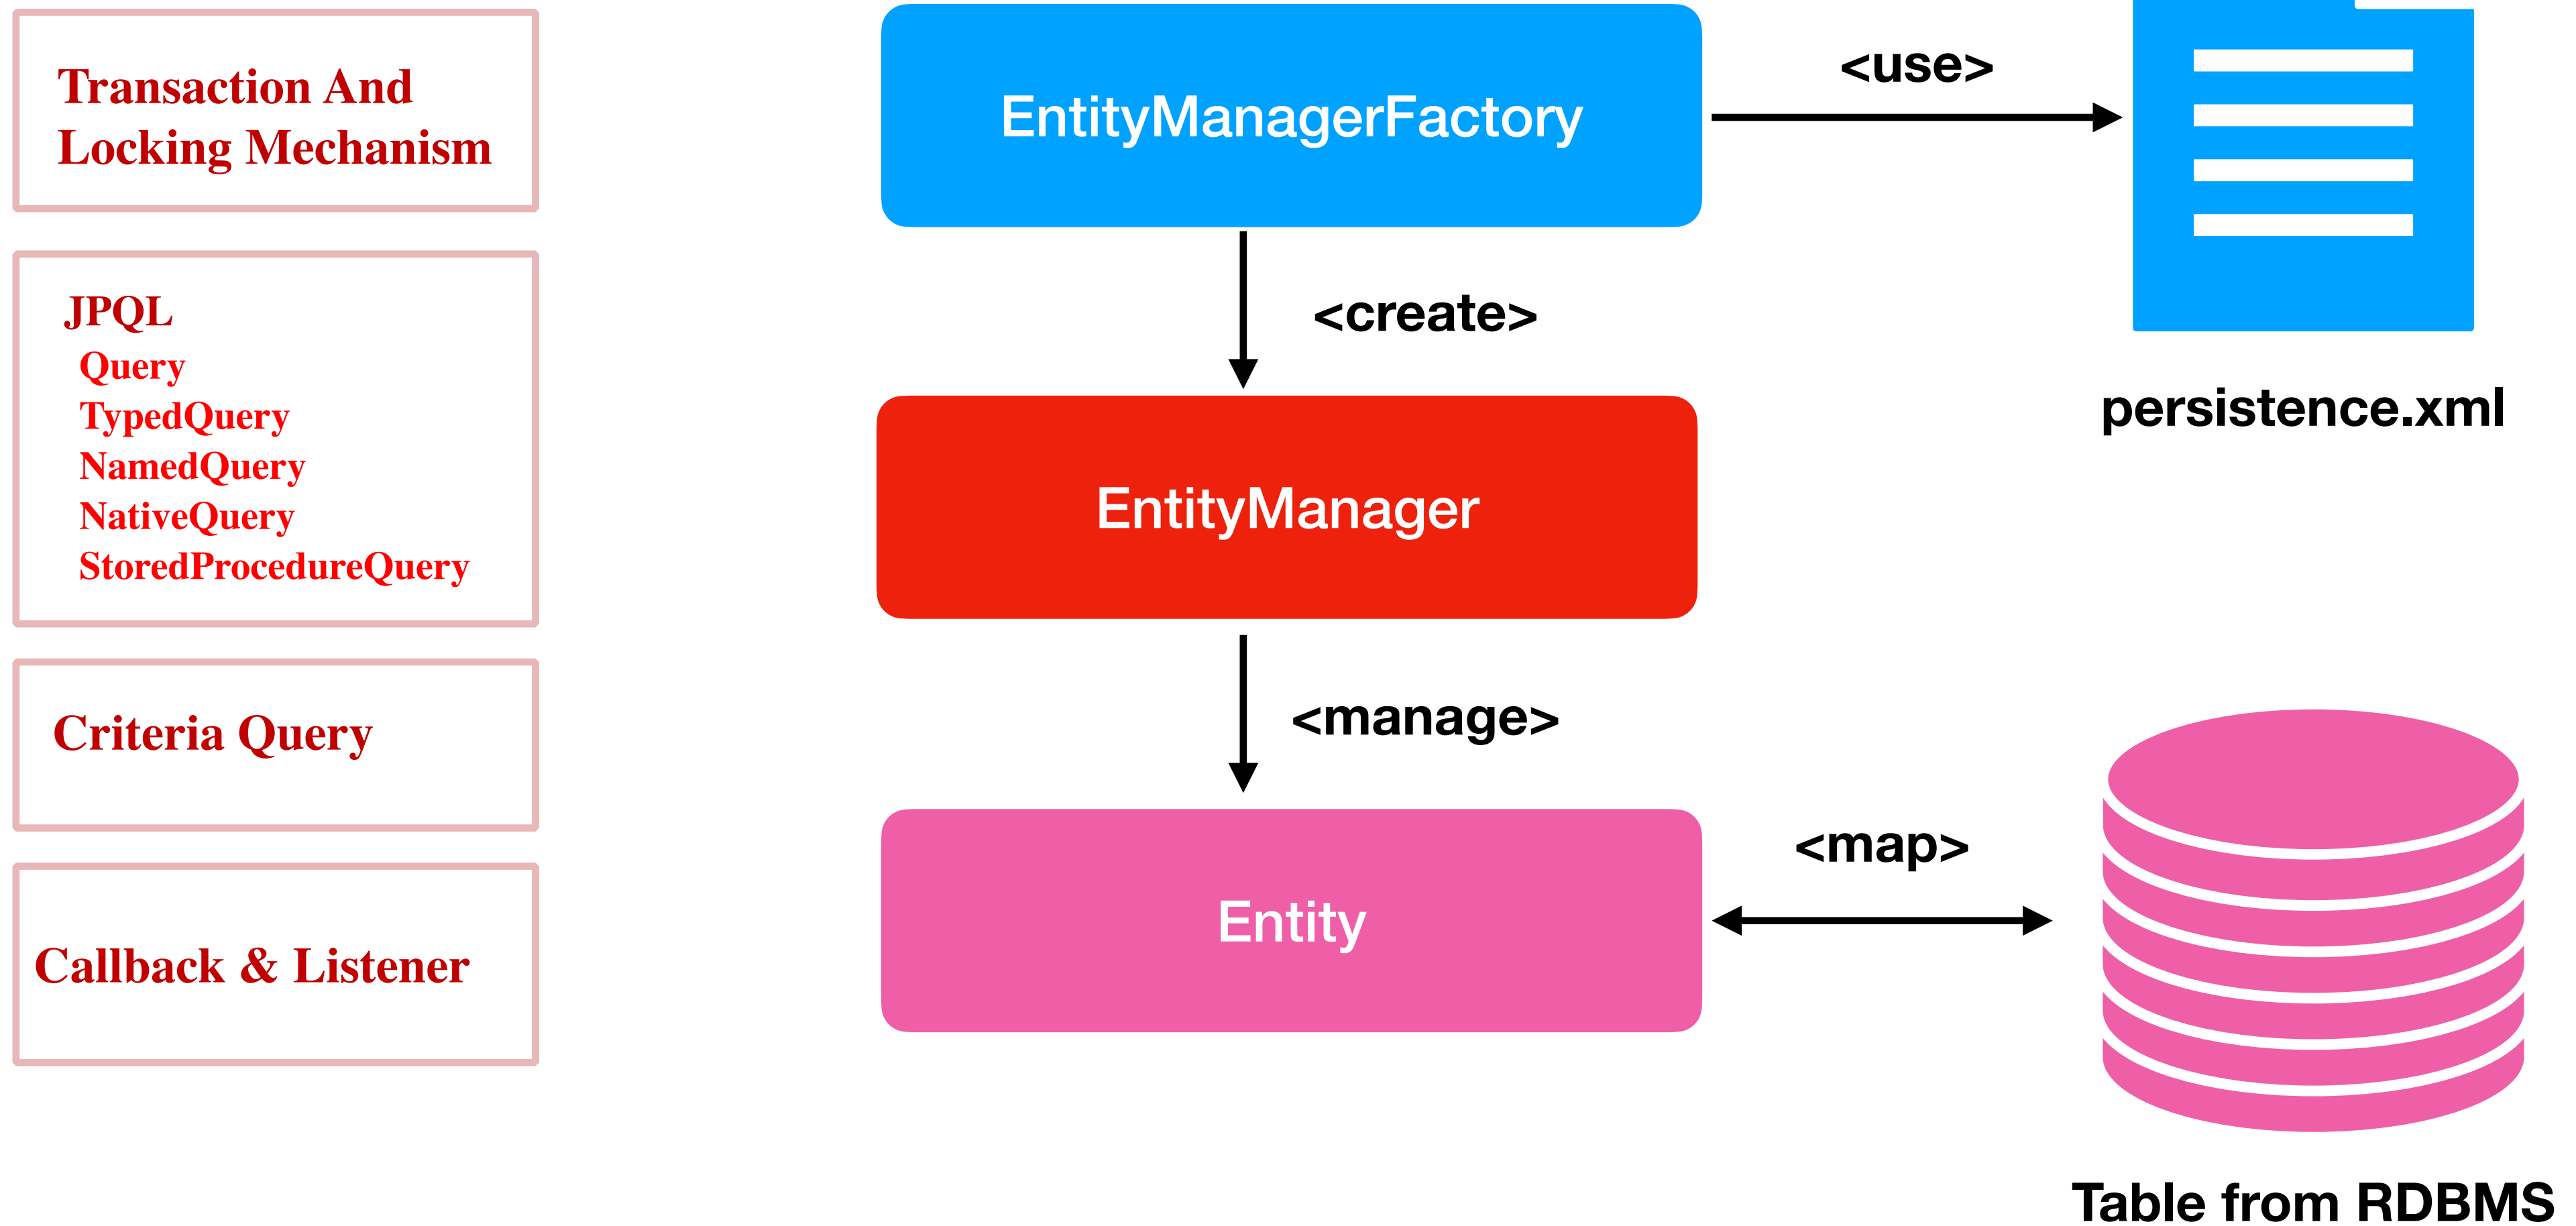 Transaction And
Locking Mechanism
JPQL
Query
TypedQuery
NamedQuery
NativeQuery
StoredProcedureQuery
Criteria Query
Callback & Listener
EntityManagerFactory
<use>
persistence.xml
<create>
EntityManager
<manage>
Entity
<map>
Table from RDBMS